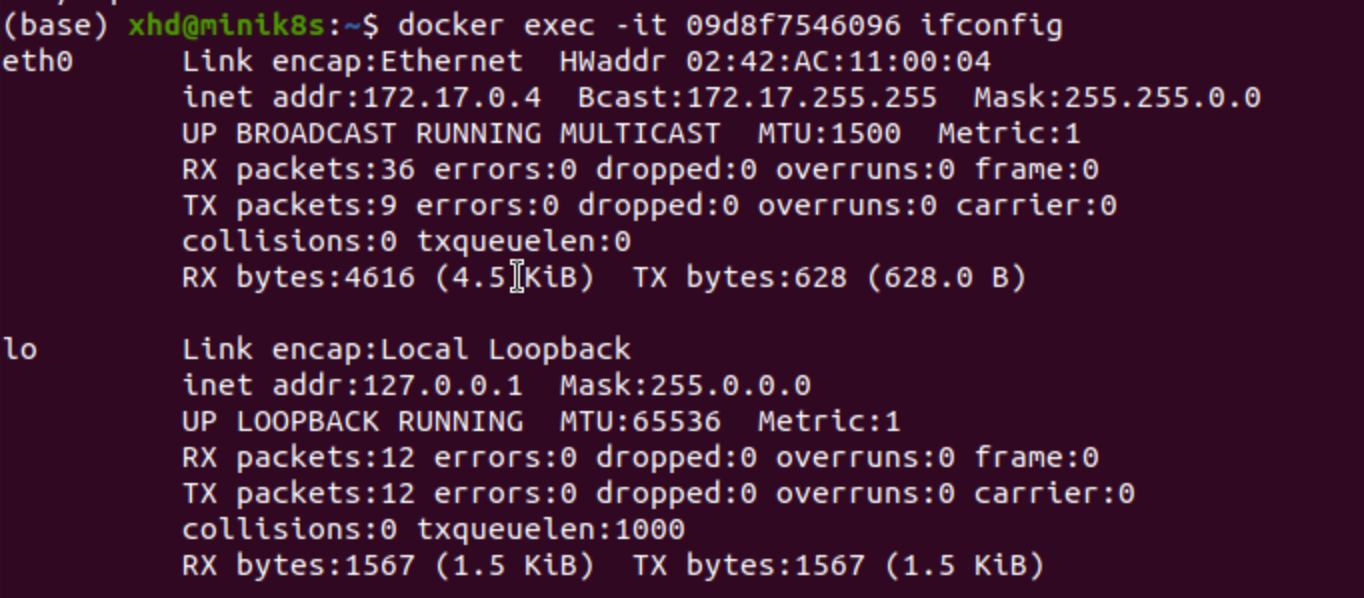 (base) xhd@minik8s:~$ docker exec -it 09d8f7546096 ifconfig
eth0      Link encap:Ethernet  HWaddr 02:42:AC:11:00:04
          inet addr:172.17.0.4  Bcast:172.17.255.255  Mask:255.255.0.0
          UP BROADCAST RUNNING MULTICAST  MTU:1500  Metric:1
          RX packets:36 errors:0 dropped:0 overruns:0 frame:0
          TX packets:9 errors:0 dropped:0 overruns:0 carrier:0
          collisions:0 txqueuelen:0
          RX bytes:4616 (4.5 KiB)  TX bytes:628 (628.0 B)

lo        Link encap:Local Loopback
          inet addr:127.0.0.1  Mask:255.0.0.0
          UP LOOPBACK RUNNING  MTU:65536  Metric:1
          RX packets:12 errors:0 dropped:0 overruns:0 frame:0
          TX packets:12 errors:0 dropped:0 overruns:0 carrier:0
          collisions:0 txqueuelen:1000
          RX bytes:1567 (1.5 KiB)  TX bytes:1567 (1.5 KiB)